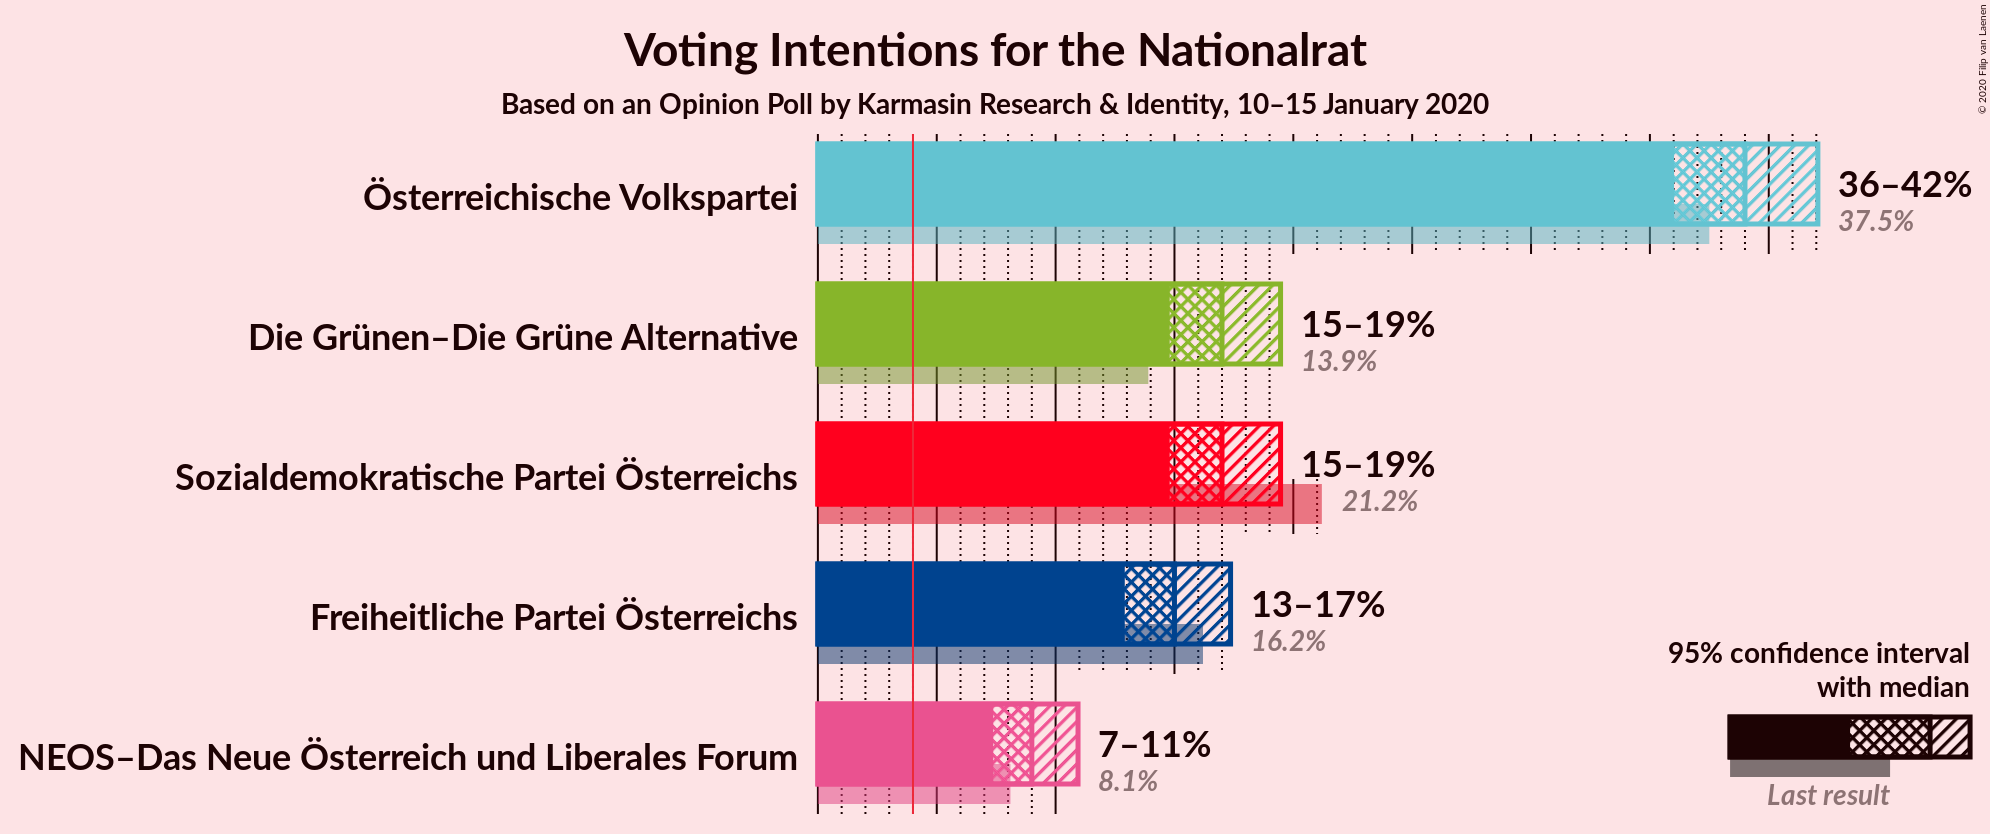 Voting Intentions for the Nationalrat
Based on an Opinion Poll by Karmasin Research & Identity, 10–15 January 2020
© 2020 Filip van Laenen
Österreichische Volkspartei
36–42%
37.5%
Die Grünen–Die Grüne Alternative
15–19%
13.9%
Sozialdemokratische Partei Österreichs
15–19%
21.2%
Freiheitliche Partei Österreichs
13–17%
16.2%
NEOS–Das Neue Österreich und Liberales Forum
7–11%
8.1%
95% confidence interval
with median
Last result